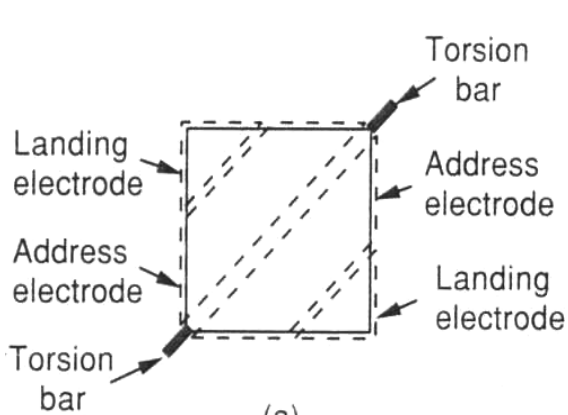 Torsion
bar
Landing
electrode
Address
electrode
Address
electrode
Landing
electrode
Torsion
bar